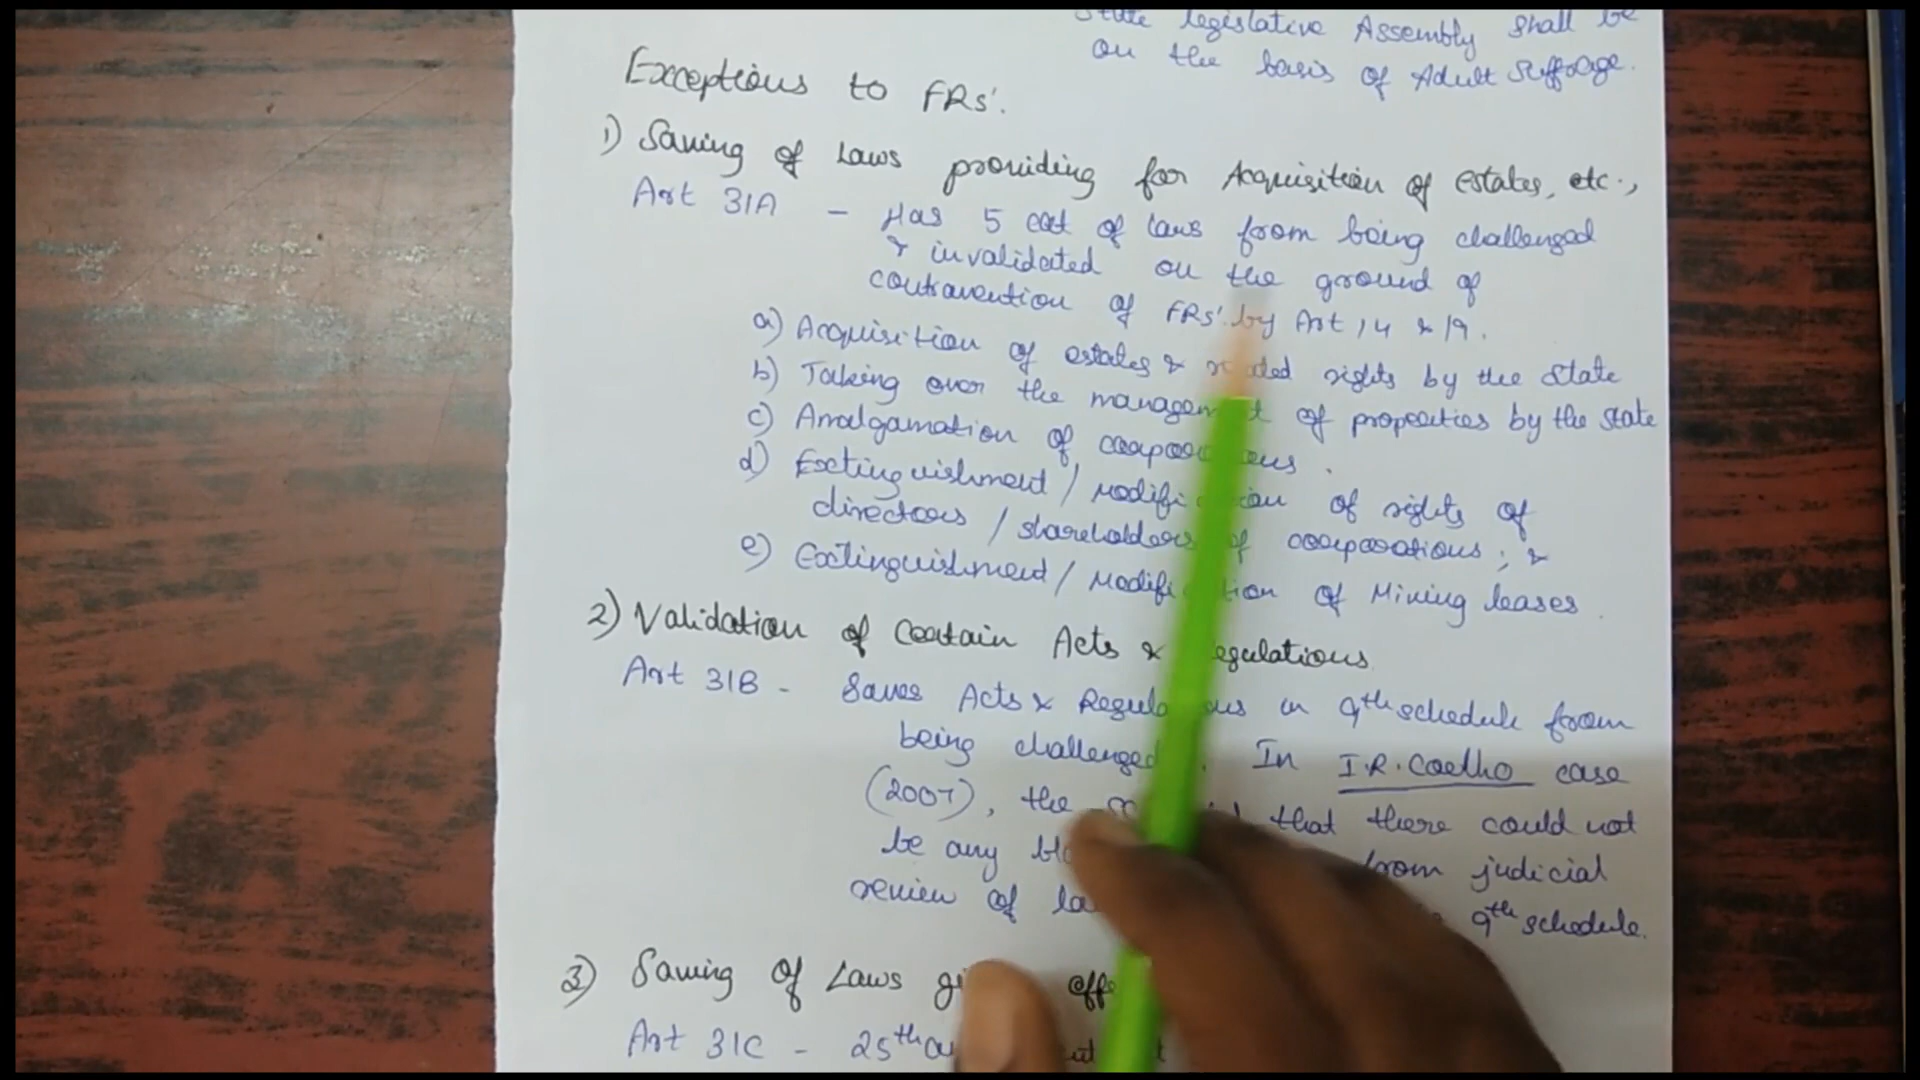 State legislative Assembly shall be
on the basis of Adult Suffrage.
Exceptions to FRs'.
1) Saving of Laws providing for Acquisition of estates, etc.,
Art 31A - Has 5 cat of laws from being challenged
& invalidated on the ground of
contravention of FRs' by Art 14 & 19.
a) Acquisition of estates & rights by the State
b) Taking over the management of properties by the State
c) Amalgamation of corporations.
d) Extinguishment / Modification of rights of
directors / shareholders of corporations; &
e) Extinguishment / Modification of Mining leases.
2) Validation of Certain Acts & Regulations
Art 31B - Saves Acts & Regulations in 9th schedule from
being challenged. In I.R. Coelho case
(2007), the that there could not
be any from judicial
review of 9th schedule.
3) Saving of Laws
Art 31C - 25th